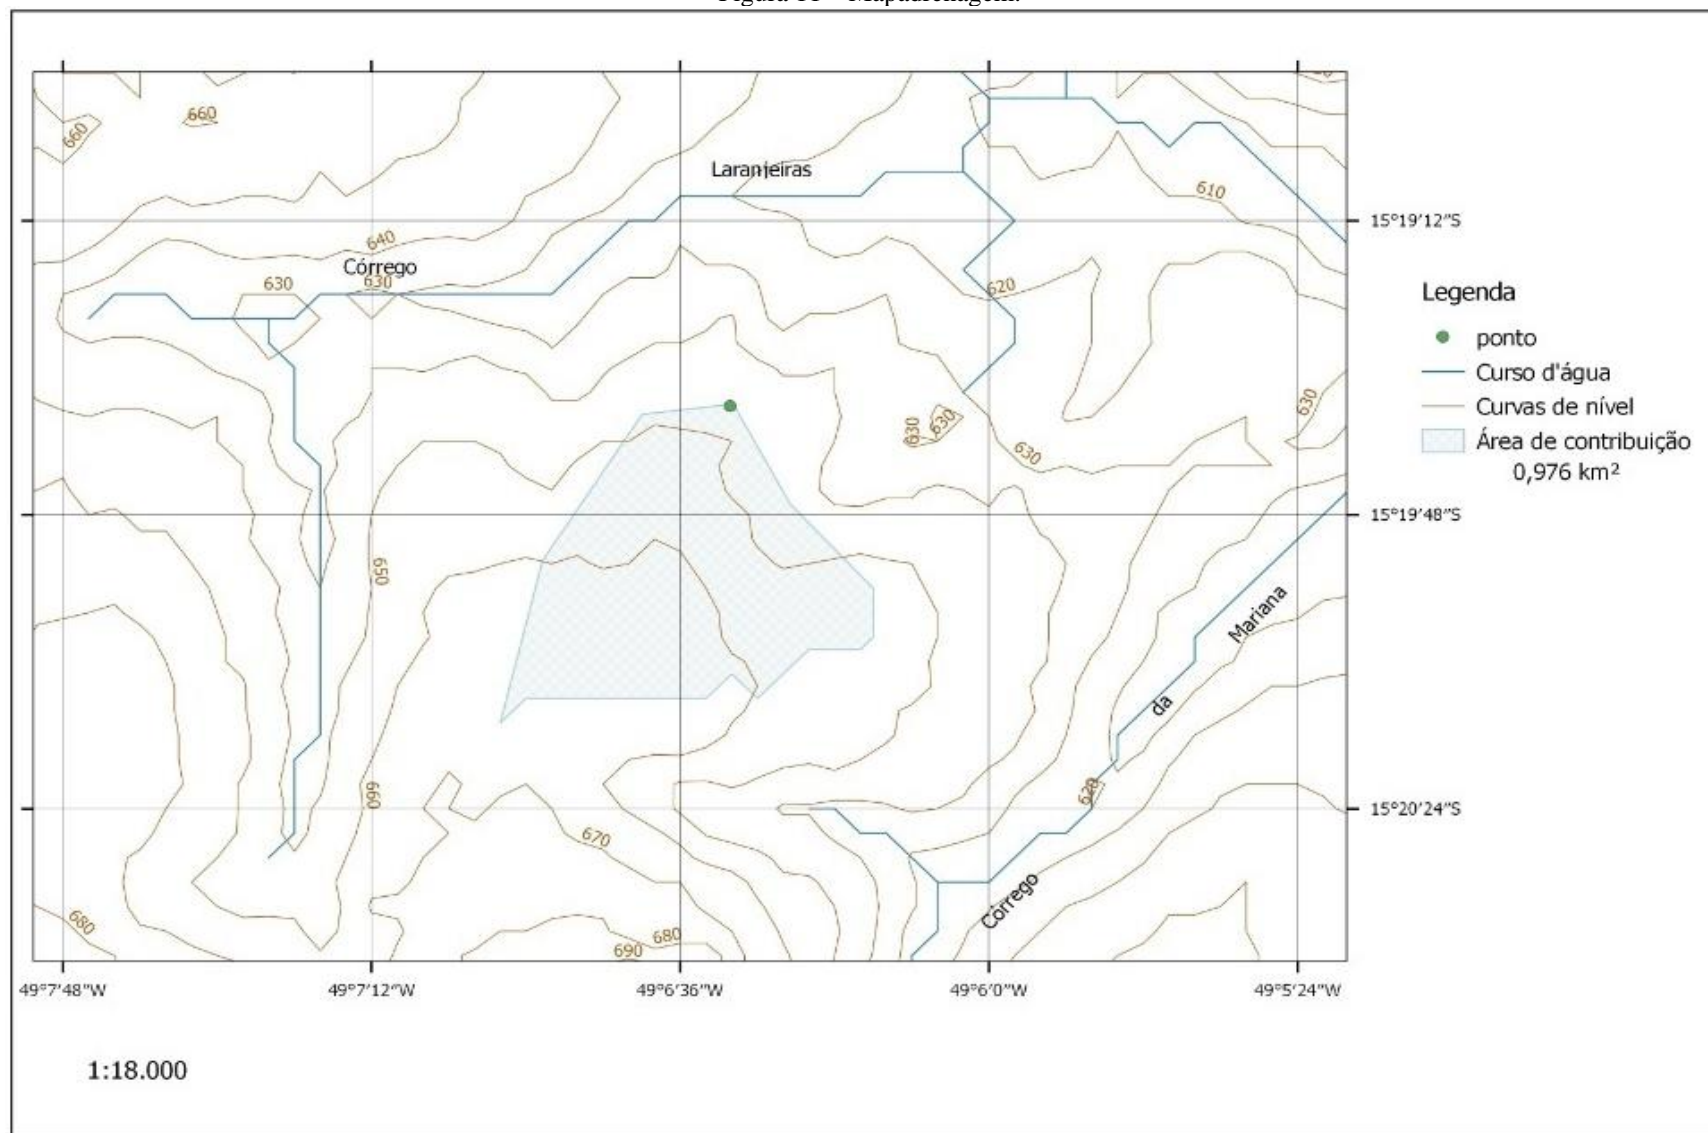 660
660
Laranjeiras
610
15°19'12"S
640
Córrego
630
630
620
Legenda
ponto
Curso d'água
Curvas de nível
Área de contribuição
0,976 km²
630
630
630
630
15°19'48"S
650
Mariana
da
660
620
15°20'24"S
670
Córrego
680
680
690
49°7'48"W
49°7'12"W
49°6'36"W
49°6'0"W
49°5'24"W
1:18.000